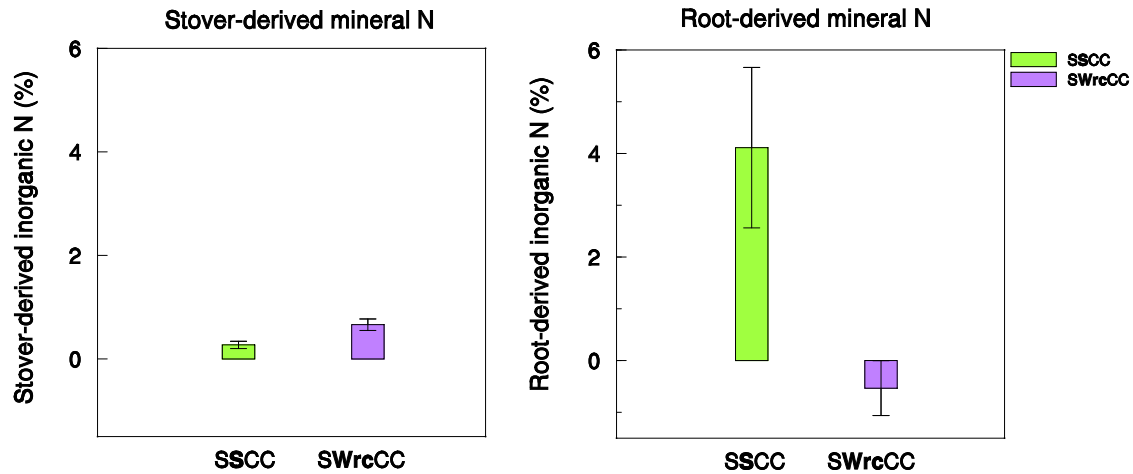 Stover-derived mineral N
Stover-derived inorganic N (%)
6
4
2
0
SSCC SWrcCC
Root-derived mineral N
Root-derived inorganic N (%)
6
4
2
0
SSCC SWrcCC
SSCC
SWrcCC